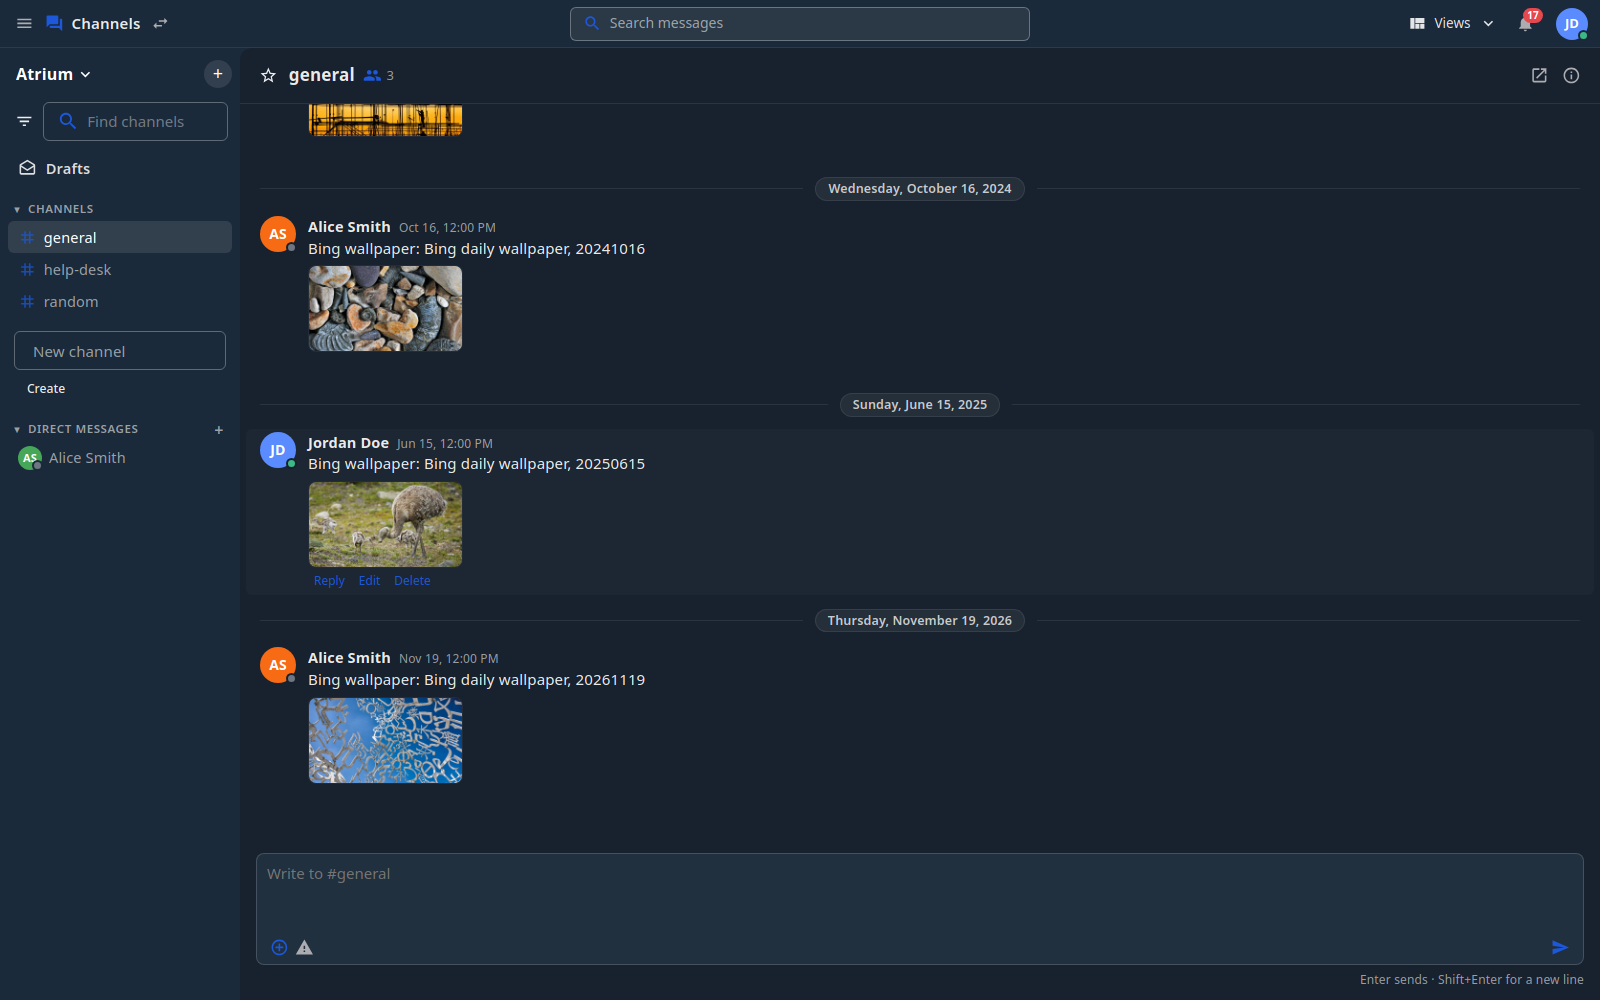 Channels
Search messages
Views
17
JD
Atrium
+
general
3
Find channels
Drafts
CHANNELS
general
help-desk
random
New channel
Create
DIRECT MESSAGES
+
AS
Alice Smith
Wednesday, October 16, 2024
AS
Alice Smith Oct 16, 12:00 PM
Bing wallpaper: Bing daily wallpaper, 20241016
Sunday, June 15, 2025
JD
Jordan Doe Jun 15, 12:00 PM
Bing wallpaper: Bing daily wallpaper, 20250615
Reply Edit Delete
Thursday, November 19, 2026
AS
Alice Smith Nov 19, 12:00 PM
Bing wallpaper: Bing daily wallpaper, 20261119
Write to #general
Enter sends · Shift+Enter for a new line